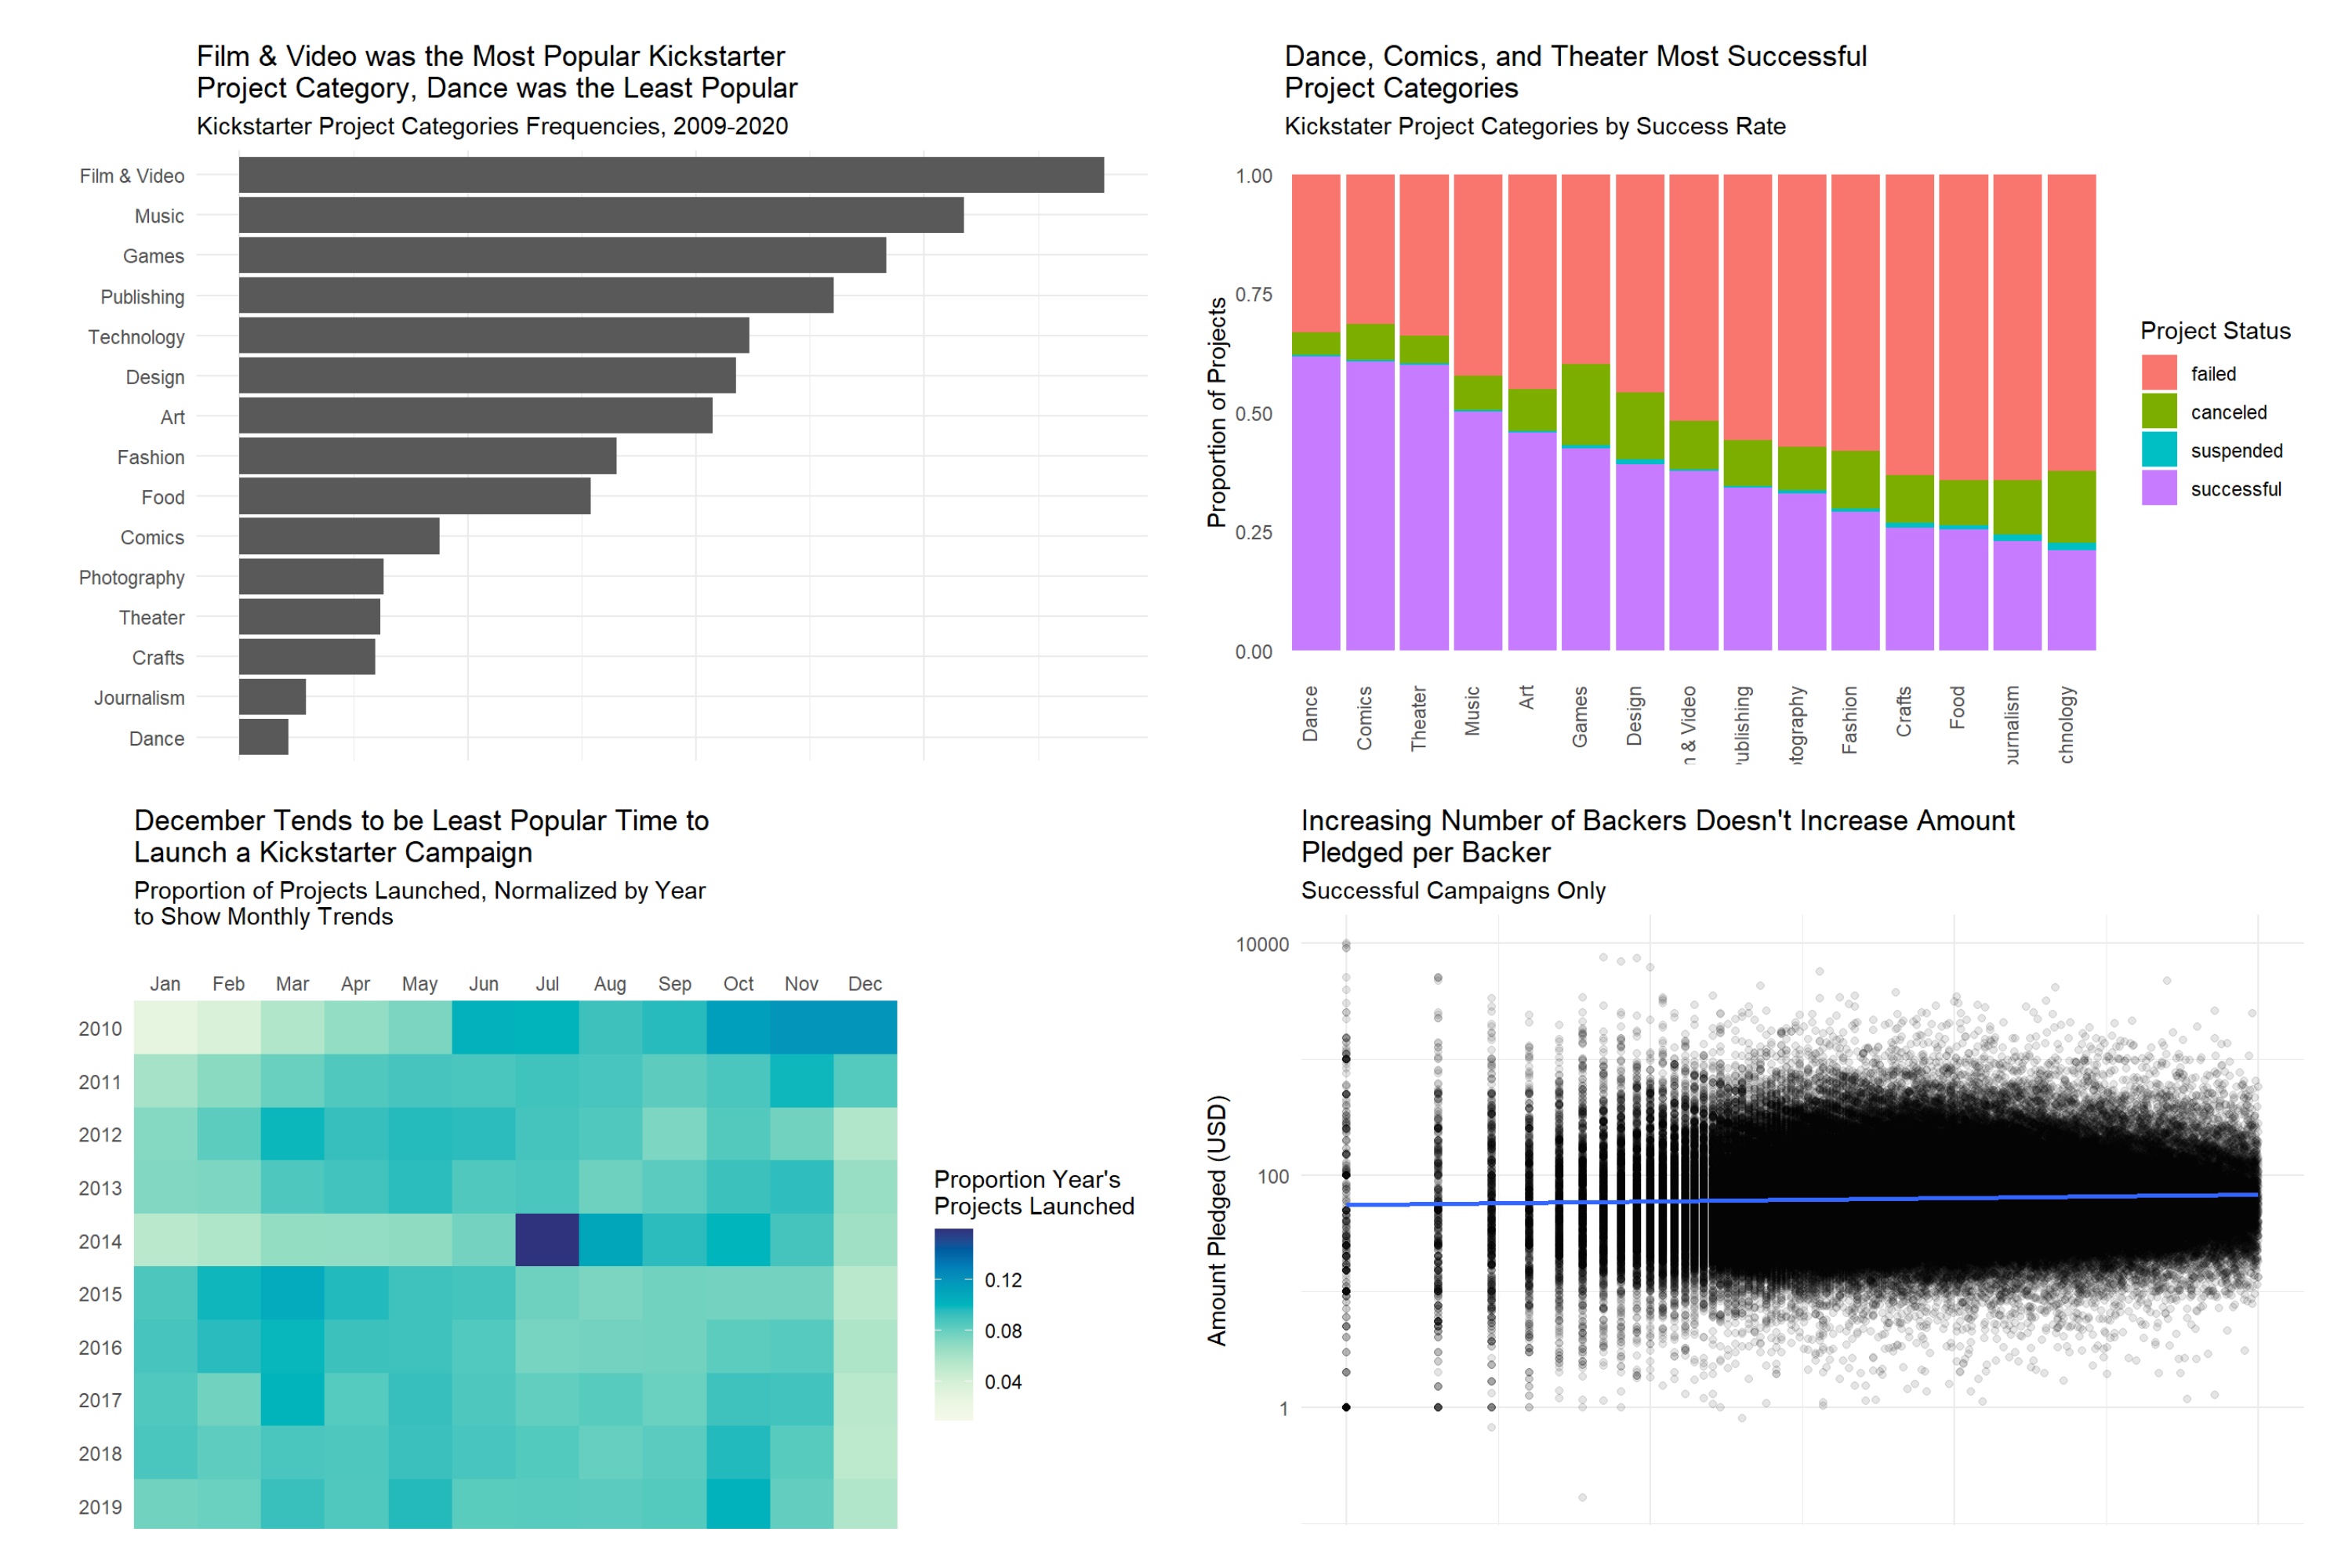 Film & Video was the Most Popular Kickstarter
Project Category, Dance was the Least Popular
Kickstarter Project Categories Frequencies, 2009-2020
Film & Video
Music
Games
Publishing
Technology
Design
Art
Fashion
Food
Comics
Photography
Theater
Crafts
Journalism
Dance
Dance, Comics, and Theater Most Successful
Project Categories
Kickstater Project Categories by Success Rate
Proportion of Projects
1.00
0.75
0.50
0.25
0.00
Dance
Comics
Theater
Music
Art
Games
Design
n & Video
ublishing
tography
Fashion
Crafts
Food
urnalism
chnology
Project Status
failed
canceled
suspended
successful
December Tends to be Least Popular Time to
Launch a Kickstarter Campaign
Proportion of Projects Launched, Normalized by Year
to Show Monthly Trends
Jan Feb Mar Apr May Jun Jul Aug Sep Oct Nov Dec
2010
2011
2012
2013
2014
2015
2016
2017
2018
2019
Proportion Year's
Projects Launched
0.12
0.08
0.04
Increasing Number of Backers Doesn't Increase Amount
Pledged per Backer
Successful Campaigns Only
Amount Pledged (USD)
10000
100
1